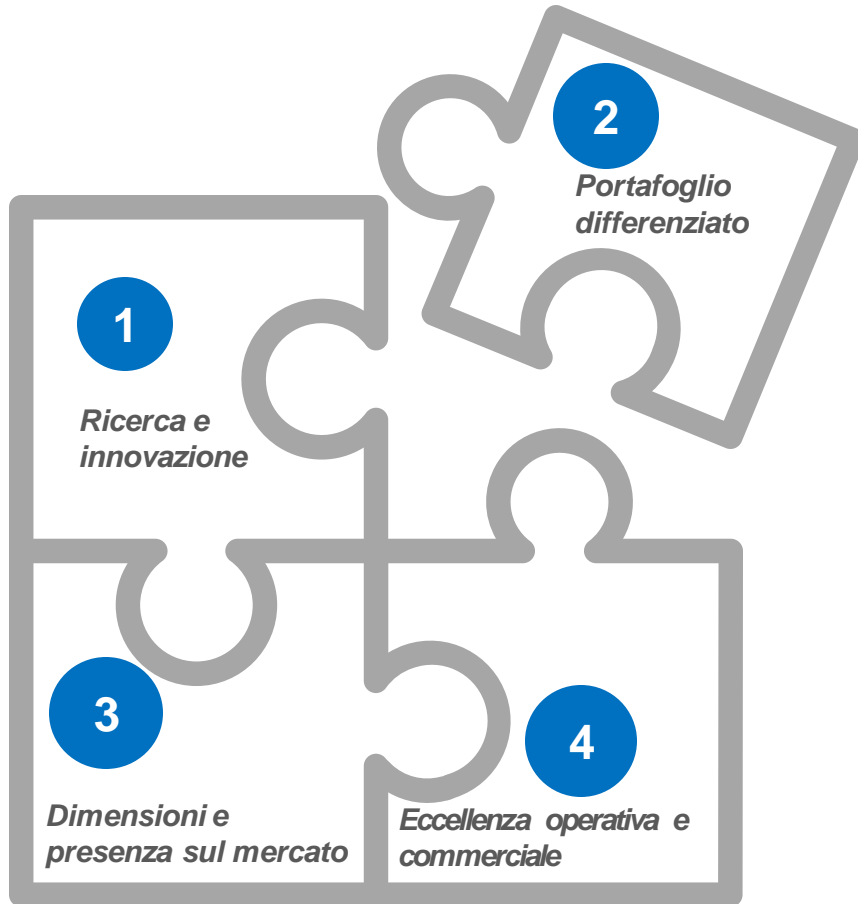 1
Ricerca e
innovazione
2
Portafoglio
differenziato
3
Dimensioni e
presenza sul mercato
4
Eccellenza operativa e
commerciale